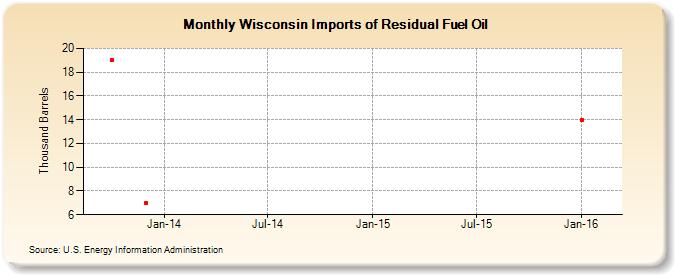 Monthly Wisconsin Imports of Residual Fuel Oil
Thousand Barrels
20
18
16
14
12
10
8
6
Jan-14
Jul-14
Jan-15
Jul-15
Jan-16
Source: U.S. Energy Information Administration